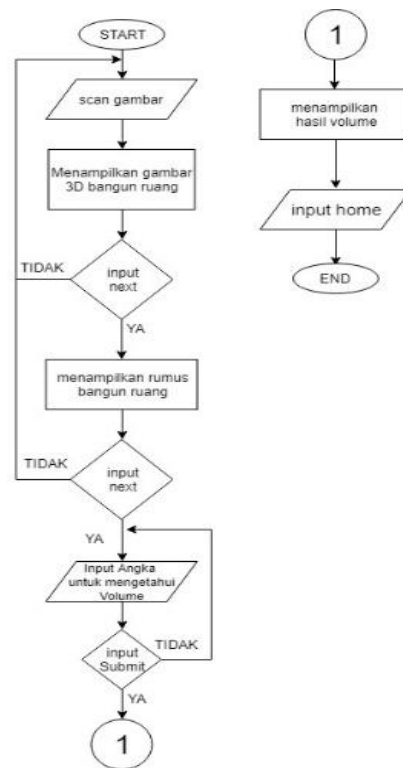 START
scan gambar
Menampilkan gambar
3D bangun ruang
TIDAK
input
next
YA
menampilkan rumus
bangun ruang
TIDAK
input
next
YA
Input Angka
untuk mengetahui
Volume
input
Submit
TIDAK
YA
1
1
menampilkan
hasil volume
input home
END